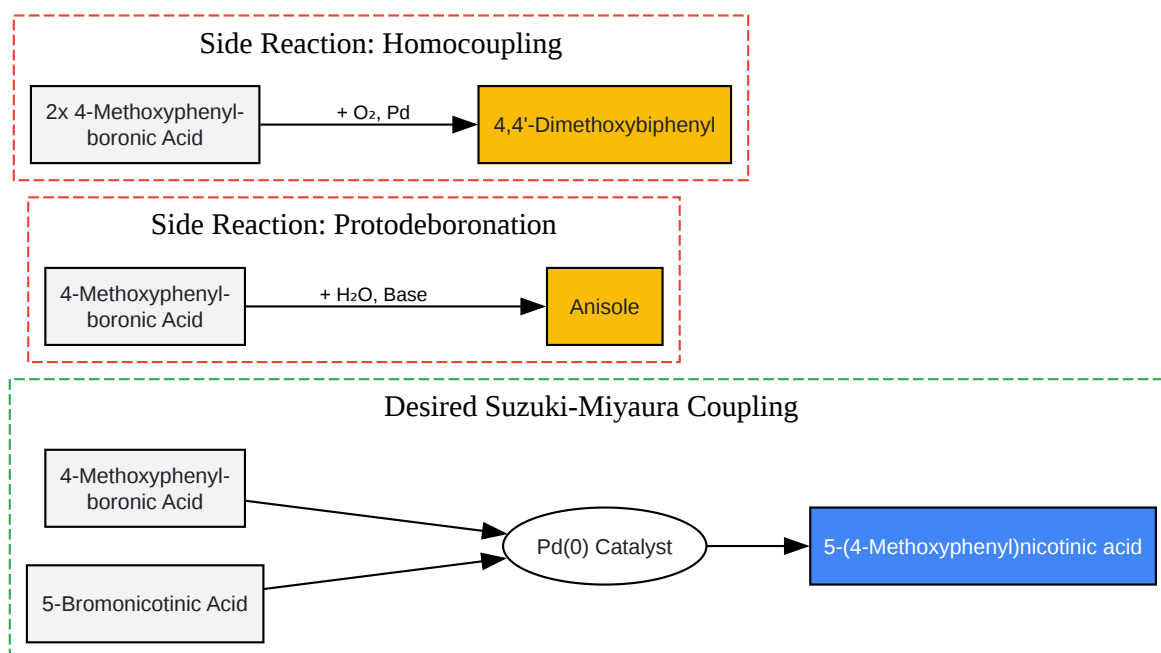 Side Reaction: Homocoupling
2x 4-Methoxyphenyl-
boronic Acid
+ O₂, Pd
4,4'-Dimethoxybiphenyl
Side Reaction: Protodeboronation
4-Methoxyphenyl-
boronic Acid
+ H₂O, Base
Anisole
Desired Suzuki-Miyaura Coupling
4-Methoxyphenyl-
boronic Acid
5-Bromonicotinic Acid
Pd(0) Catalyst
5-(4-Methoxyphenyl)nicotinic acid